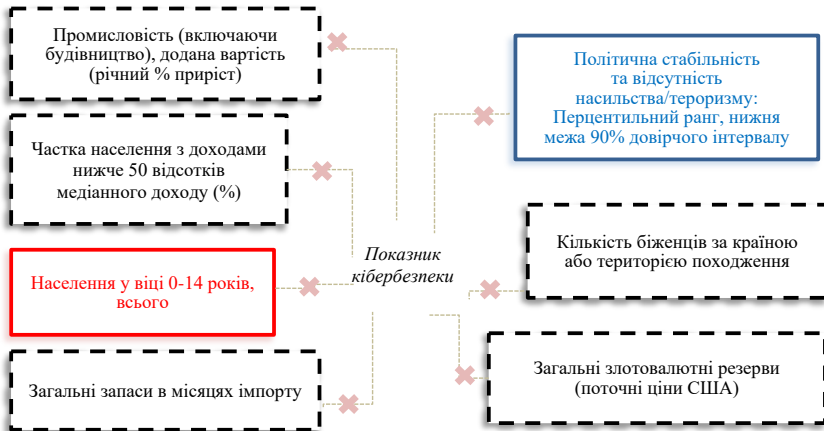 Промисловість (включаючи
будівництво), додана вартість
(річний % приріст)
Політична стабільність
та відсутність
насильства/тероризму:
Перцентильний ранг, нижня
межа 90% довірчого інтервалу
Частка населення з доходами
нижче 50 відсотків
медіанного доходу (%)
Показник
кібербезпеки
Кількість біженців за країною
або територією походження
Населення у віці 0-14 років,
всього
Загальні запаси в місяцях імпорту
Загальні злотовалютні резерви
(поточні ціни США)